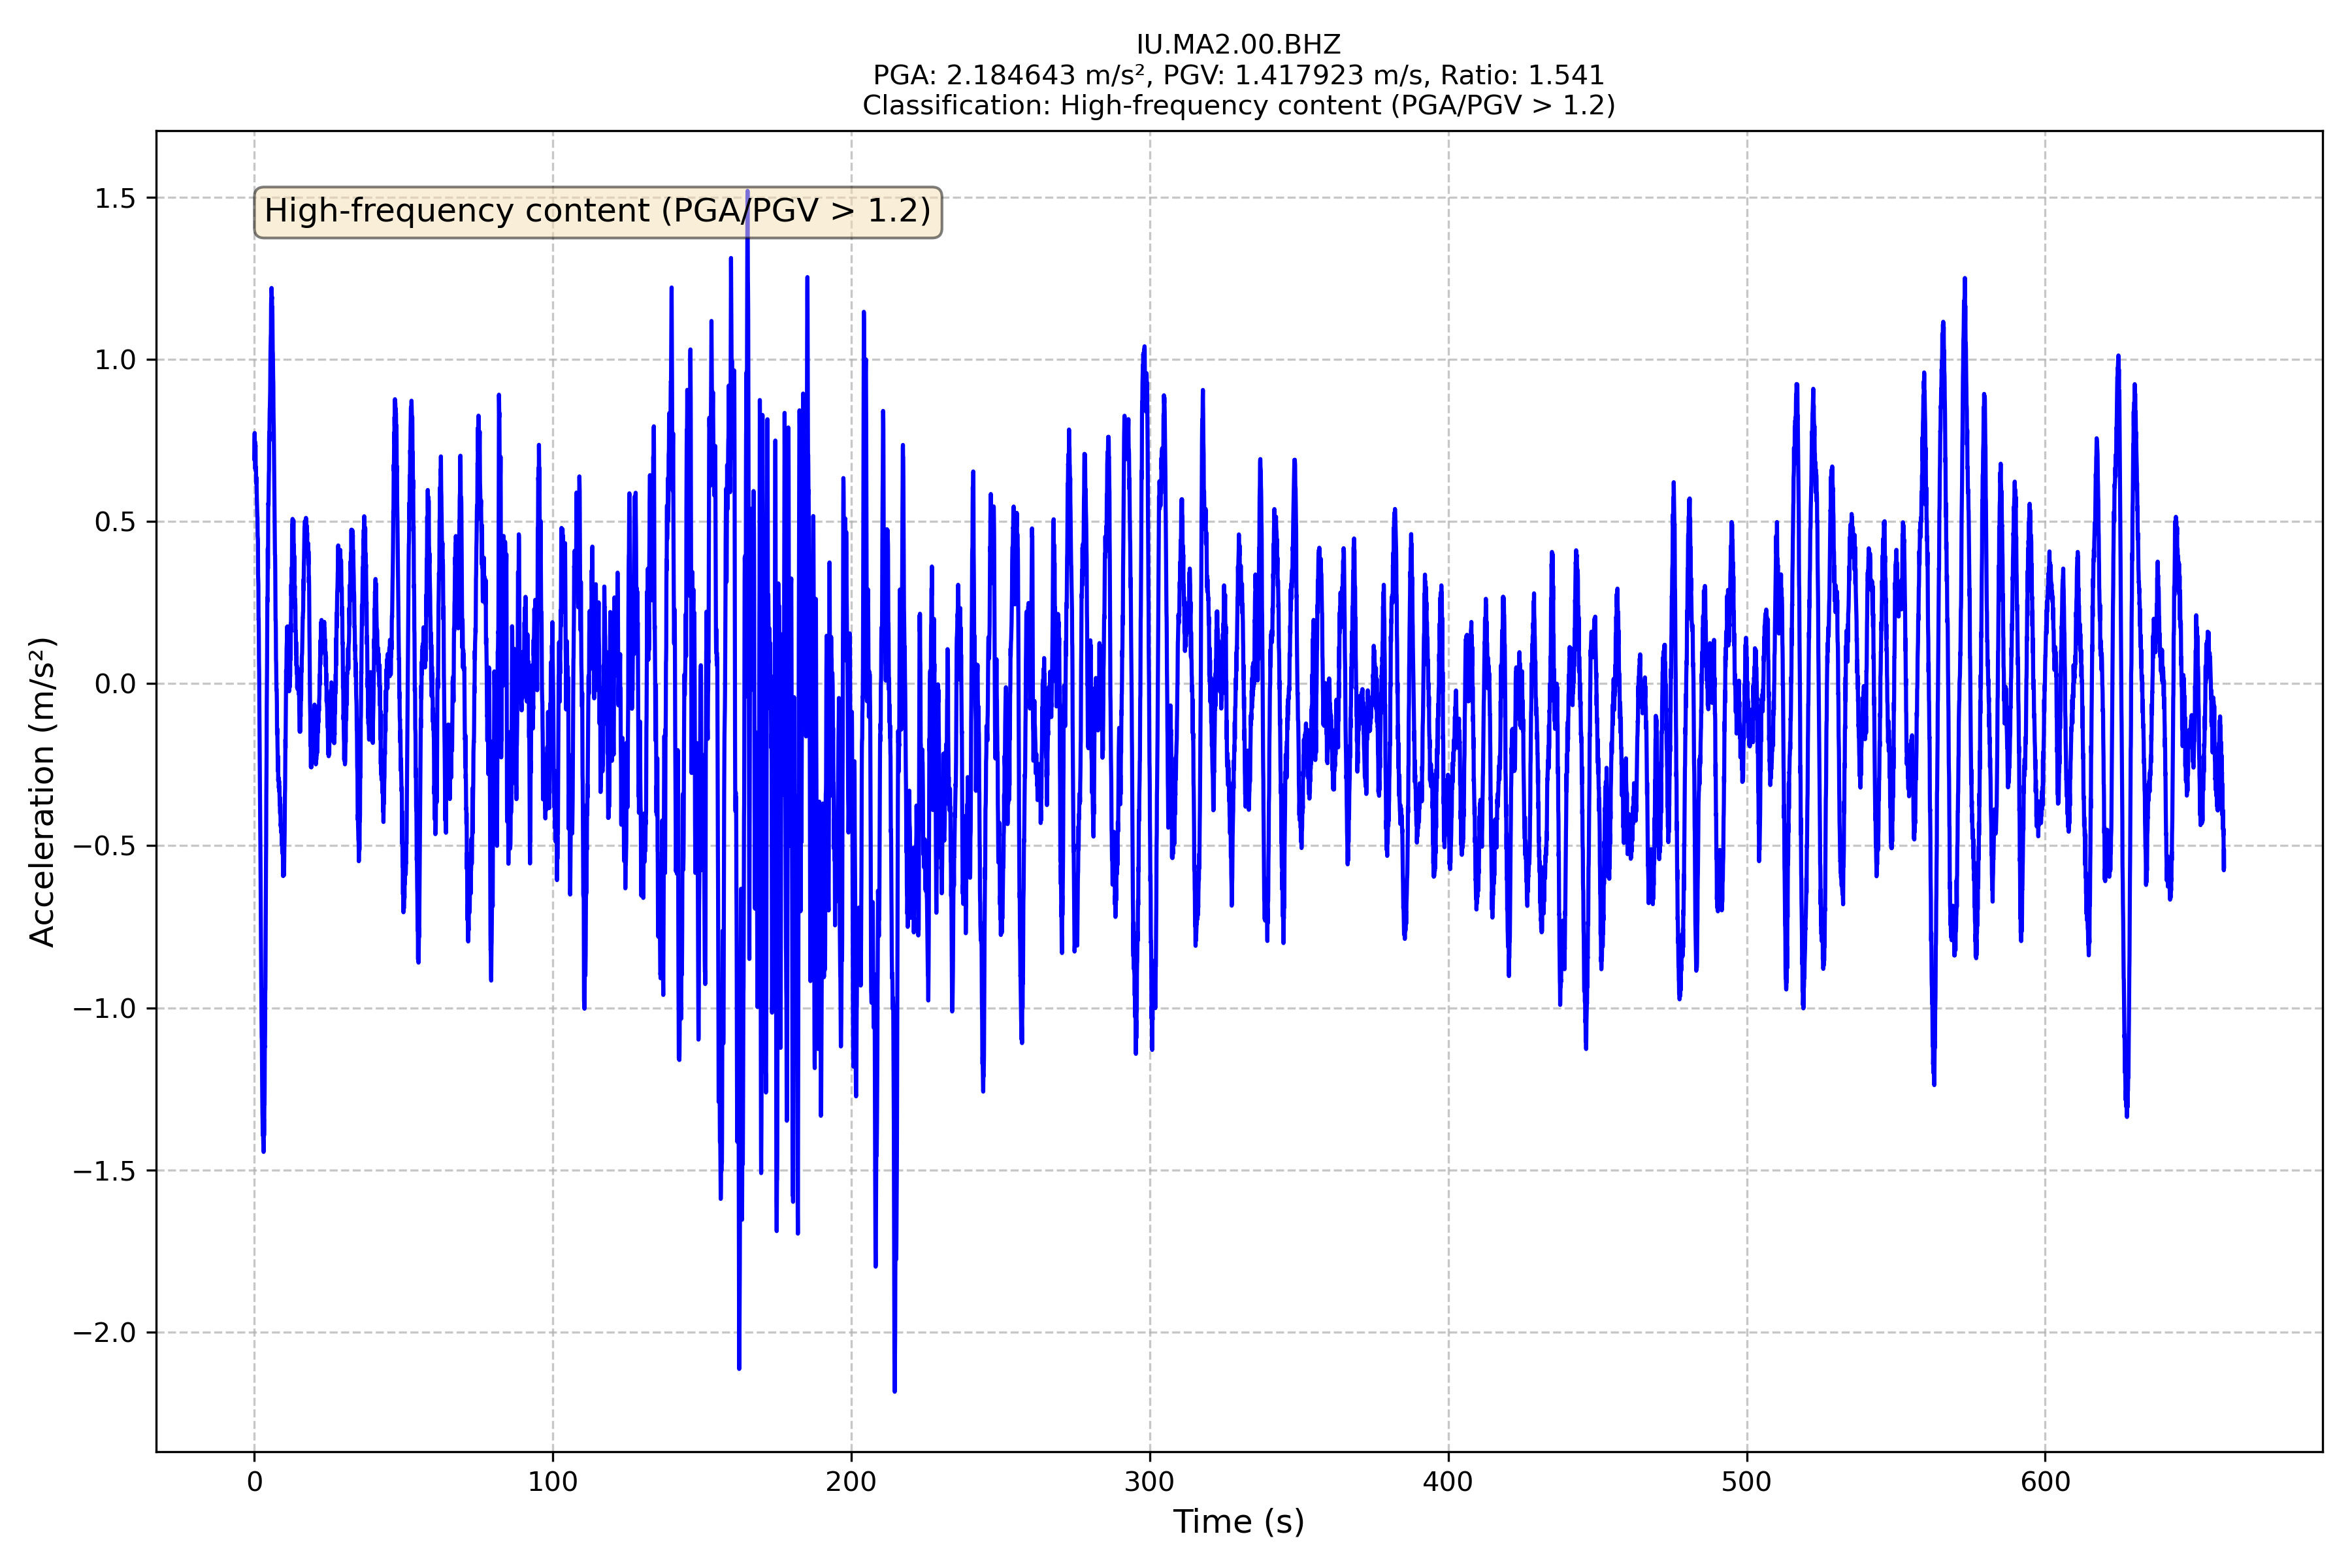 IU.MA2.00.BHZ
PGA: 2.184643 m/s², PGV: 1.417923 m/s, Ratio: 1.541
Classification: High-frequency content (PGA/PGV > 1.2)
High-frequency content (PGA/PGV > 1.2)
1.5
1.0
0.5
0.0
−0.5
−1.0
−1.5
−2.0
Acceleration (m/s²)
0 100 200 300 400 500 600
Time (s)